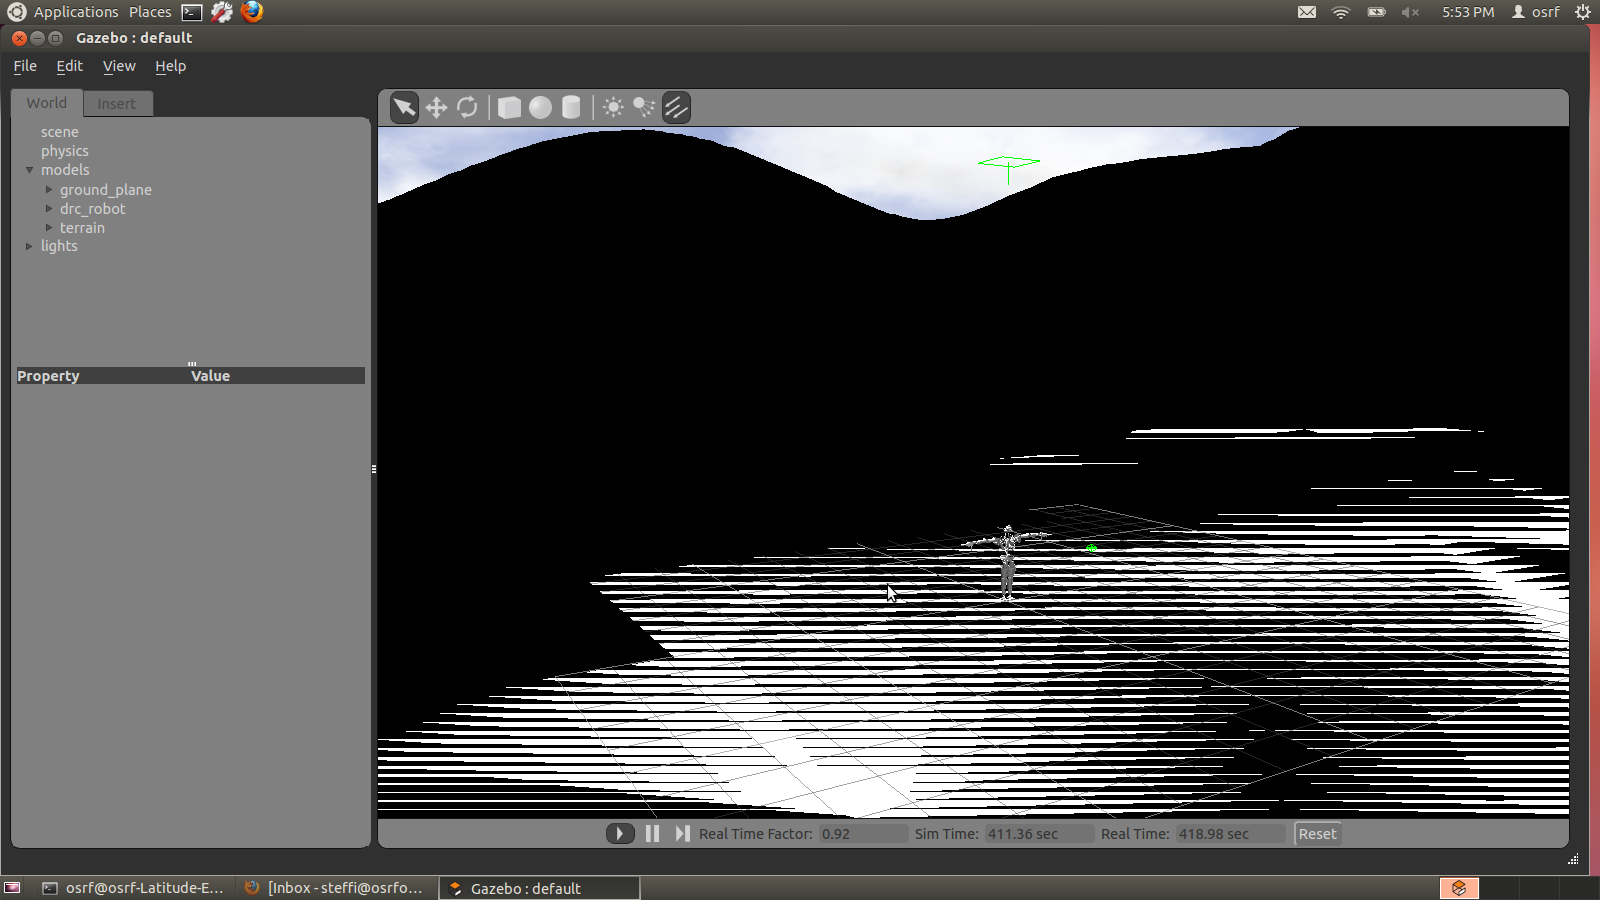 Applications Places 5:53 PM osrf
Gazebo : default
File Edit View Help
World Insert
scene
physics
models
ground_plane
drc_robot
terrain
lights
Property Value
Real Time Factor: 0.92 Sim Time: 411.36 sec Real Time: 418.98 sec Reset
osrf@osrf-Latitude-E... [Inbox - steffi@osrfo... Gazebo : default